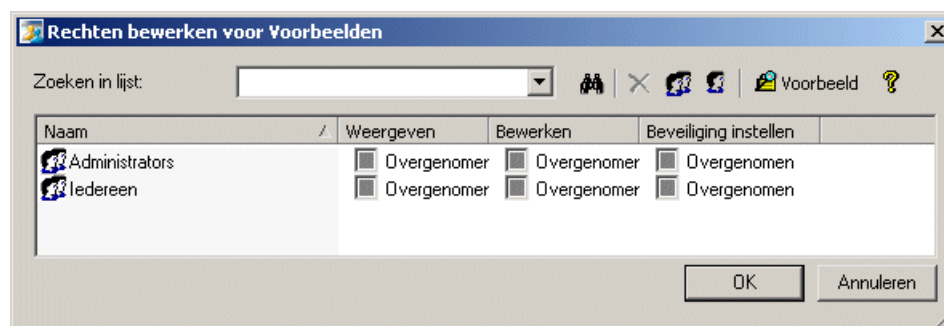 Rechten bewerken voor Voorbeelden
Zoeken in lijst: Voorbeeld
Naam Weergeven Bewerken Beveiliging instellen
Administrators Overgenomer Overgenomer Overgenomen
Iedereen Overgenomer Overgenomer Overgenomen
OK Annuleren